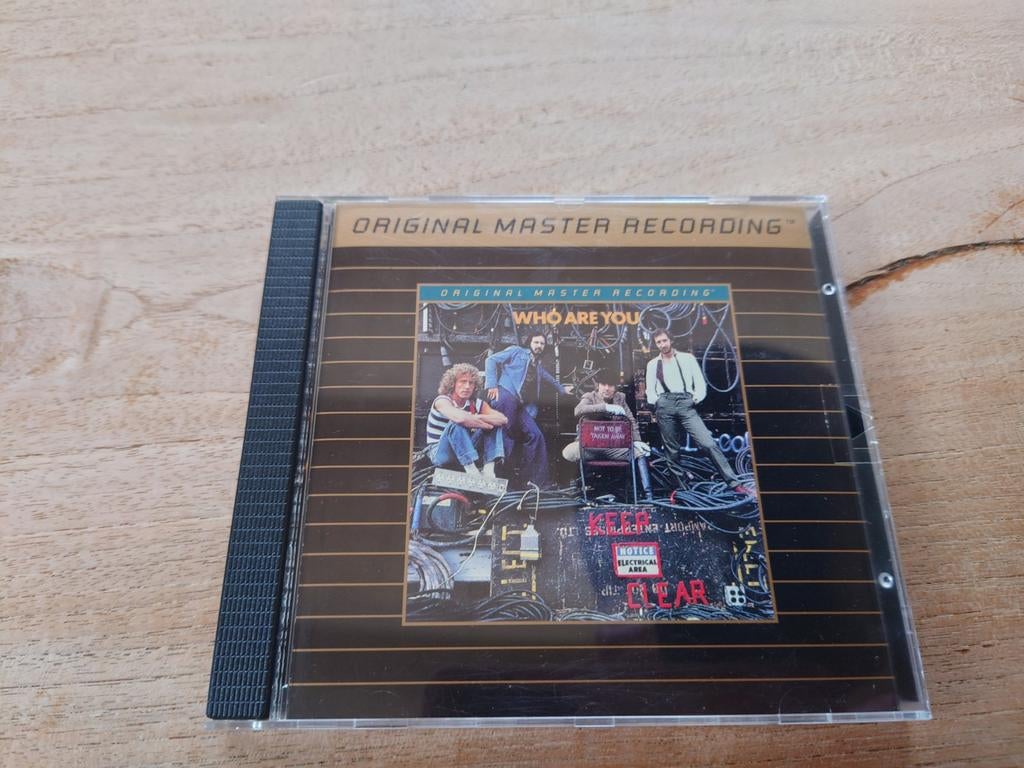 ORIGINAL MASTER RECORDING™
ORIGINAL MASTER RECORDING™
WHO ARE YOU
NOT TO BE
TAKEN AWAY
KEEP
NOTICE
ELECTRICAL
AREA
CLEAR